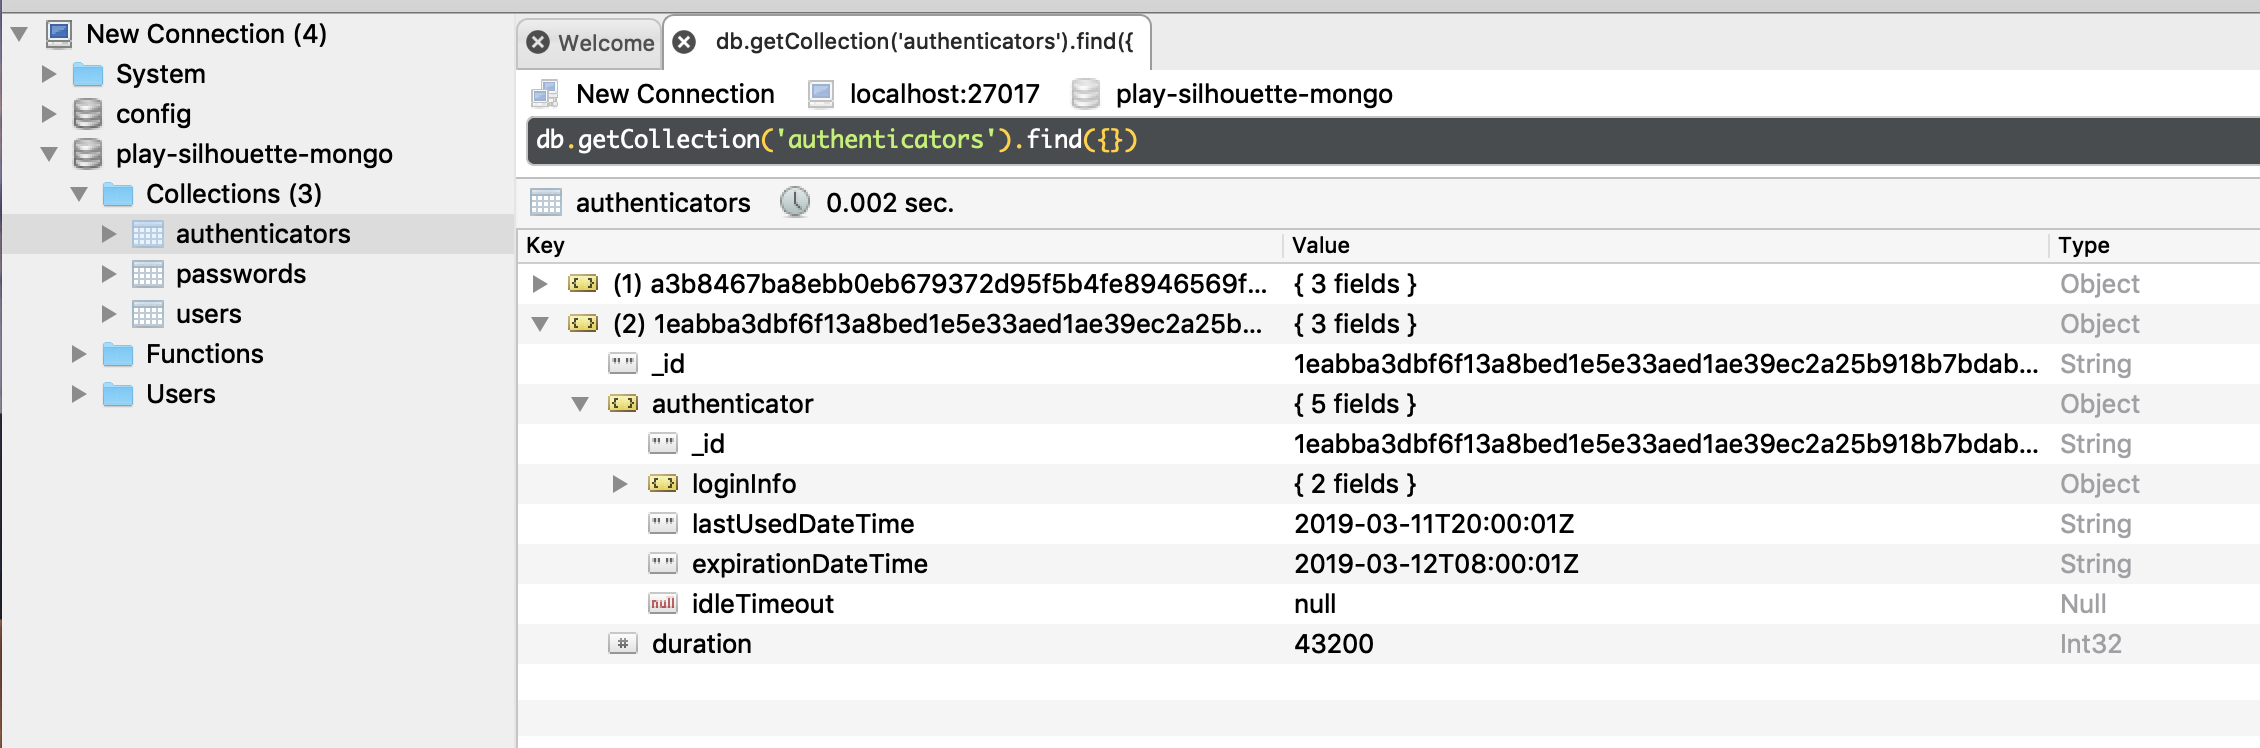 New Connection (4)
System
config
play-silhouette-mongo
Collections (3)
authenticators
passwords
users
Functions
Users
Welcome
db.getCollection('authenticators').find({
New Connection localhost:27017 play-silhouette-mongo
db.getCollection('authenticators').find({})
authenticators 0.002 sec.
Key Value Type
(1) a3b8467ba8ebb0eb679372d95f5b4fe8946569f... { 3 fields } Object
(2) 1eabba3dbf6f13a8bed1e5e33aed1ae39ec2a25b... { 3 fields } Object
_id 1eabba3dbf6f13a8bed1e5e33aed1ae39ec2a25b918b7bdab... String
authenticator { 5 fields } Object
_id 1eabba3dbf6f13a8bed1e5e33aed1ae39ec2a25b918b7bdab... String
loginInfo { 2 fields } Object
lastUsedDateTime 2019-03-11T20:00:01Z String
expirationDateTime 2019-03-12T08:00:01Z String
null idleTimeout null Null
# duration 43200 Int32